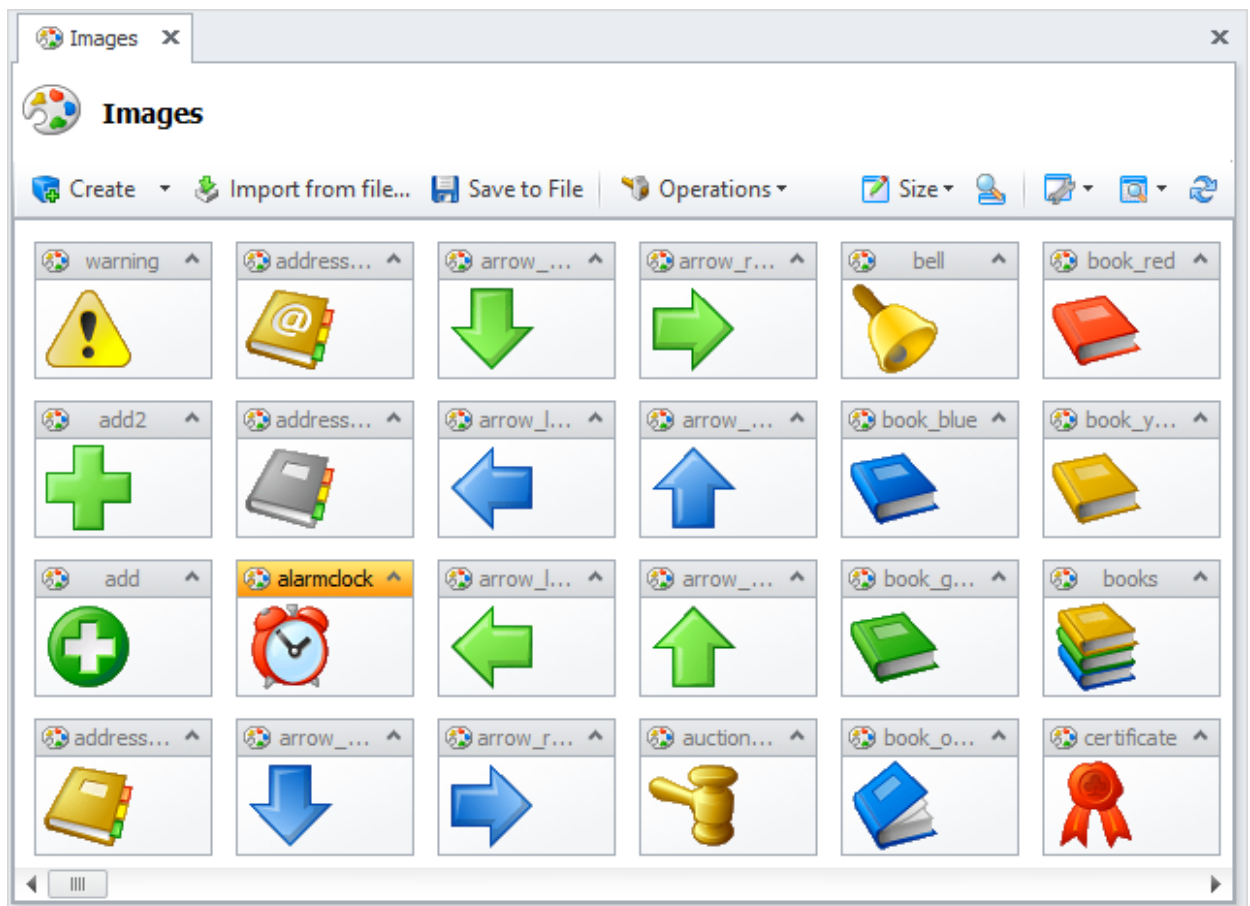 Images
Images
Create Import from file... Save to File Operations Size
warning address... arrow_... arrow_r... bell book_red
@
add2 address... arrow_l... arrow_... book_blue book_y...
add alarmclock arrow_l... arrow_... book_g... books
address... arrow_... arrow_r... auction... book_o... certificate